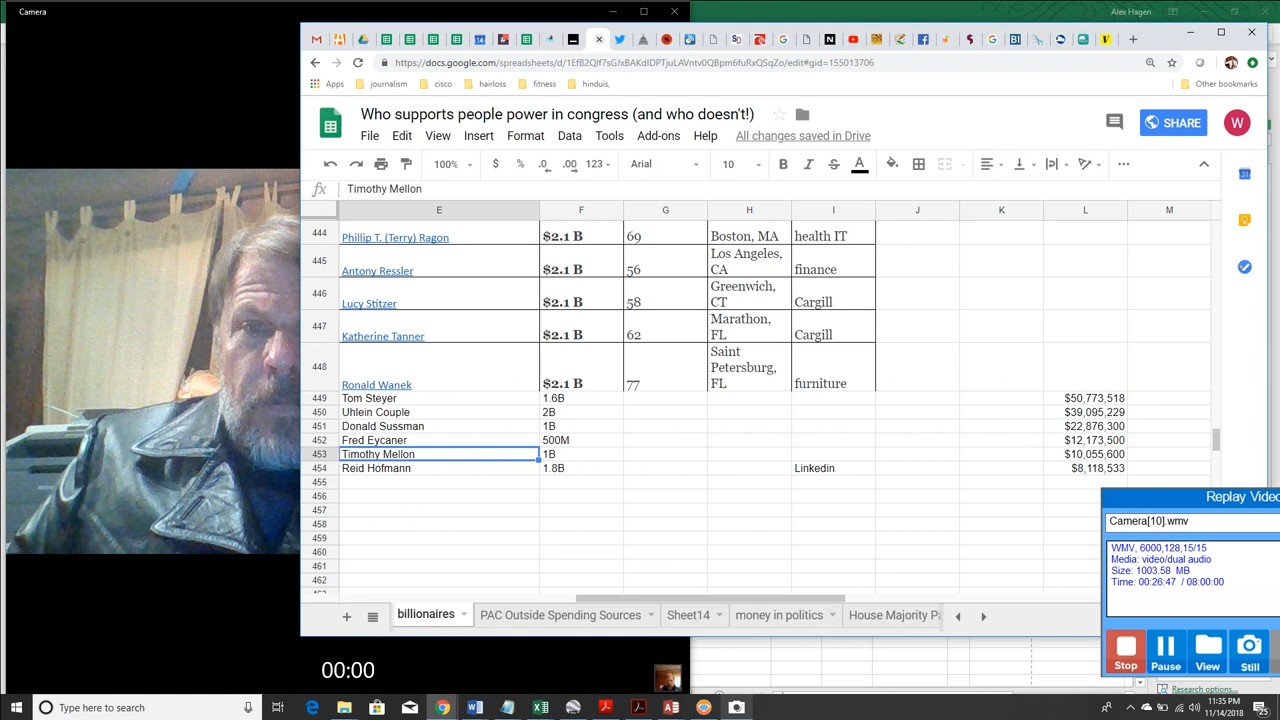 Camera
Alex Hagen
https://docs.google.com/spreadsheets/d/1EfB2Qlf7sGJxBAKdIDPTjuLAVntv0QBpm6fuRxQSqZo/edit#gid=155013706
Apps journalism cisco hairloss fitness hinduis, Other bookmarks
Who supports people power in congress (and who doesn't!)
File Edit View Insert Format Data Tools Add-ons Help All changes saved in Drive
SHARE
W
100% $ % .0 .00 123 Arial 10 B I S A
fx Timothy Mellon
E F G H I J K L M
444 Phillip T. (Terry) Ragon $2.1 B 69 Boston, MA health IT
445 Antony Ressler $2.1 B 56 Los Angeles, CA finance
446 Lucy Stitzer $2.1 B 58 Greenwich, CT Cargill
447 Katherine Tanner $2.1 B 62 Marathon, FL Cargill
448 Ronald Wanek $2.1 B 77 Saint Petersburg, FL furniture
449 Tom Steyer 1.6B $50,773,518
450 Uhlein Couple 2B $39,095,229
451 Donald Sussman 1B $22,876,300
452 Fred Eycaner 500M $12,173,500
453 Timothy Mellon 1B $10,055,600
454 Reid Hofmann 1.8B Linkedin $8,118,533
455
456
457
458
459
460
461
462
billionaires PAC Outside Spending Sources Sheet14 money in politics House Majority Pa
Replay Video
Camera[10].wmv
WMV, 6000,128,15/15
Media: video/dual audio
Size: 1003.58 MB
Time: 00:26:47 / 08:00:00
Stop Pause View Still
00:00
Research options...
Type here to search
11:35 PM
11/14/2018
25